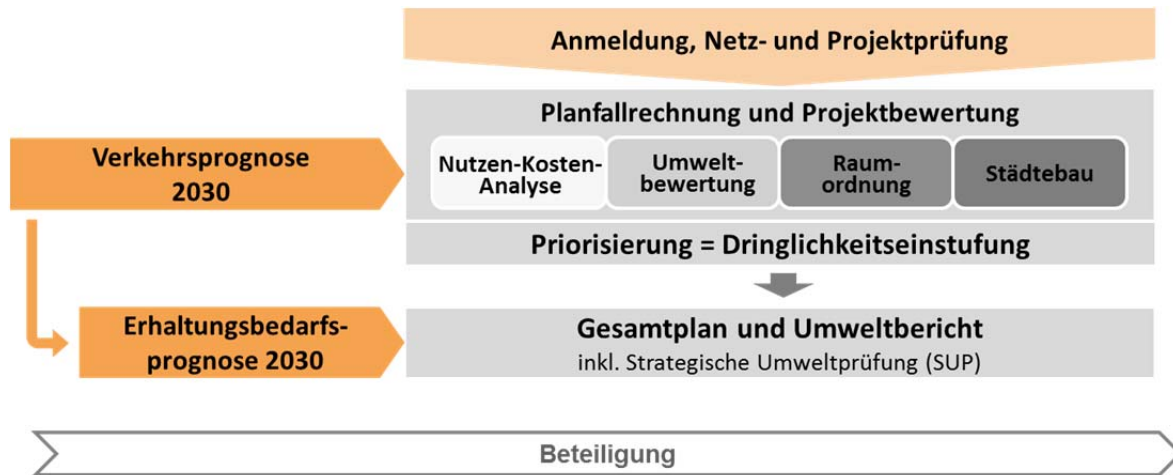 Anmeldung, Netz- und Projektprüfung
Planfallrechnung und Projektbewertung
Verkehrsprognose
2030
Nutzen-Kosten-
Analyse
Umwelt-
bewertung
Raum-
ordnung
Städtebau
Priorisierung = Dringlichkeitseinstufung
Erhaltungsbedarfs-
prognose 2030
Gesamtplan und Umweltbericht
inkl. Strategische Umweltprüfung (SUP)
Beteiligung